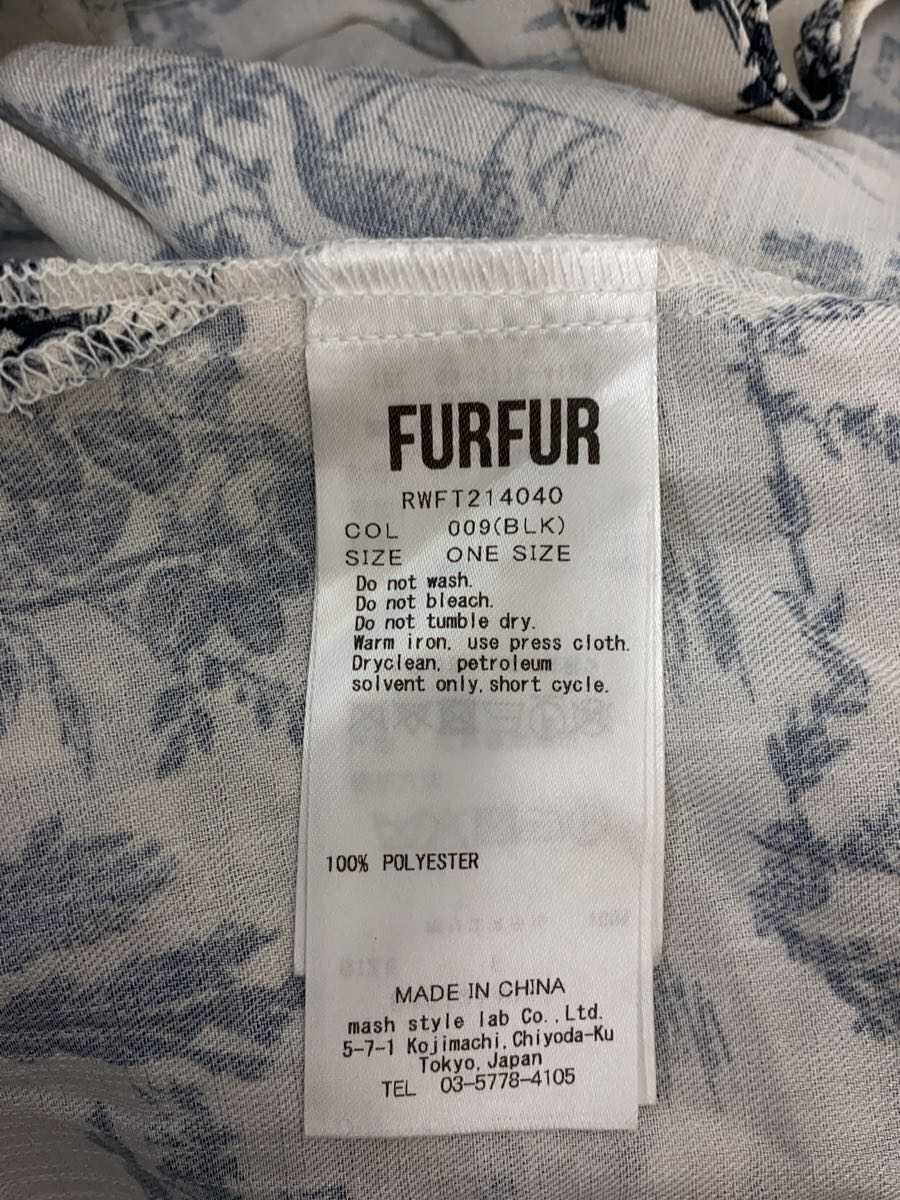 FURFUR
RWFT214040
COL 009(BLK)
SIZE ONE SIZE
Do not wash.
Do not bleach.
Do not tumble dry.
Warm iron, use press cloth.
Dryclean, petroleum
solvent only,short cycle.
100% POLYESTER
MADE IN CHINA
mash style lab Co.,Ltd.
5-7-1 Kojimachi,Chiyoda-Ku
Tokyo,Japan
TEL 03-5778-4105